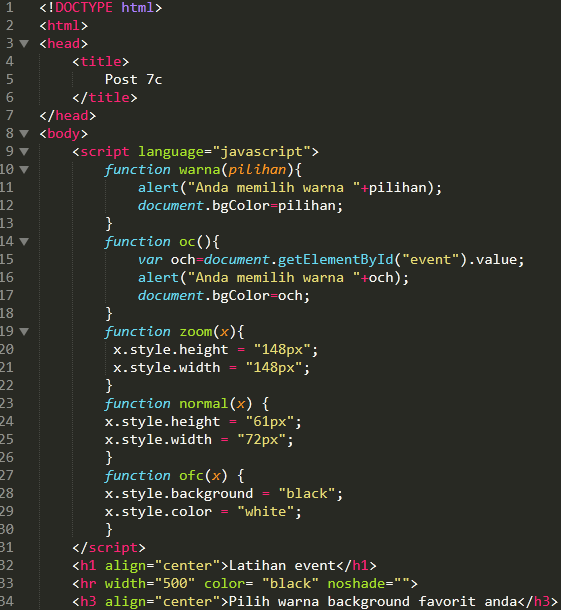 1 <!DOCTYPE html>
2 <html>
3 <head>
4 <title>
5 Post 7c
6 </title>
7 </head>
8 <body>
9 <script language="javascript">
10 function warna(pilihan){
11 alert("Anda memilih warna "+pilihan);
12 document.bgColor=pilihan;
13 }
14 function oc(){
15 var och=document.getElementById("event").value;
16 alert("Anda memilih warna "+och);
17 document.bgColor=och;
18 }
19 function zoom(x){
20 x.style.height = "148px";
21 x.style.width = "148px";
22 }
23 function normal(x) {
24 x.style.height = "61px";
25 x.style.width = "72px";
26 }
27 function ofc(x) {
28 x.style.background = "black";
29 x.style.color = "white";
30 }
31 </script>
32 <h1 align="center">Latihan event</h1>
33 <hr width="500" color= "black" noshade="">
34 <h3 align="center">Pilih warna background favorit anda</h3>